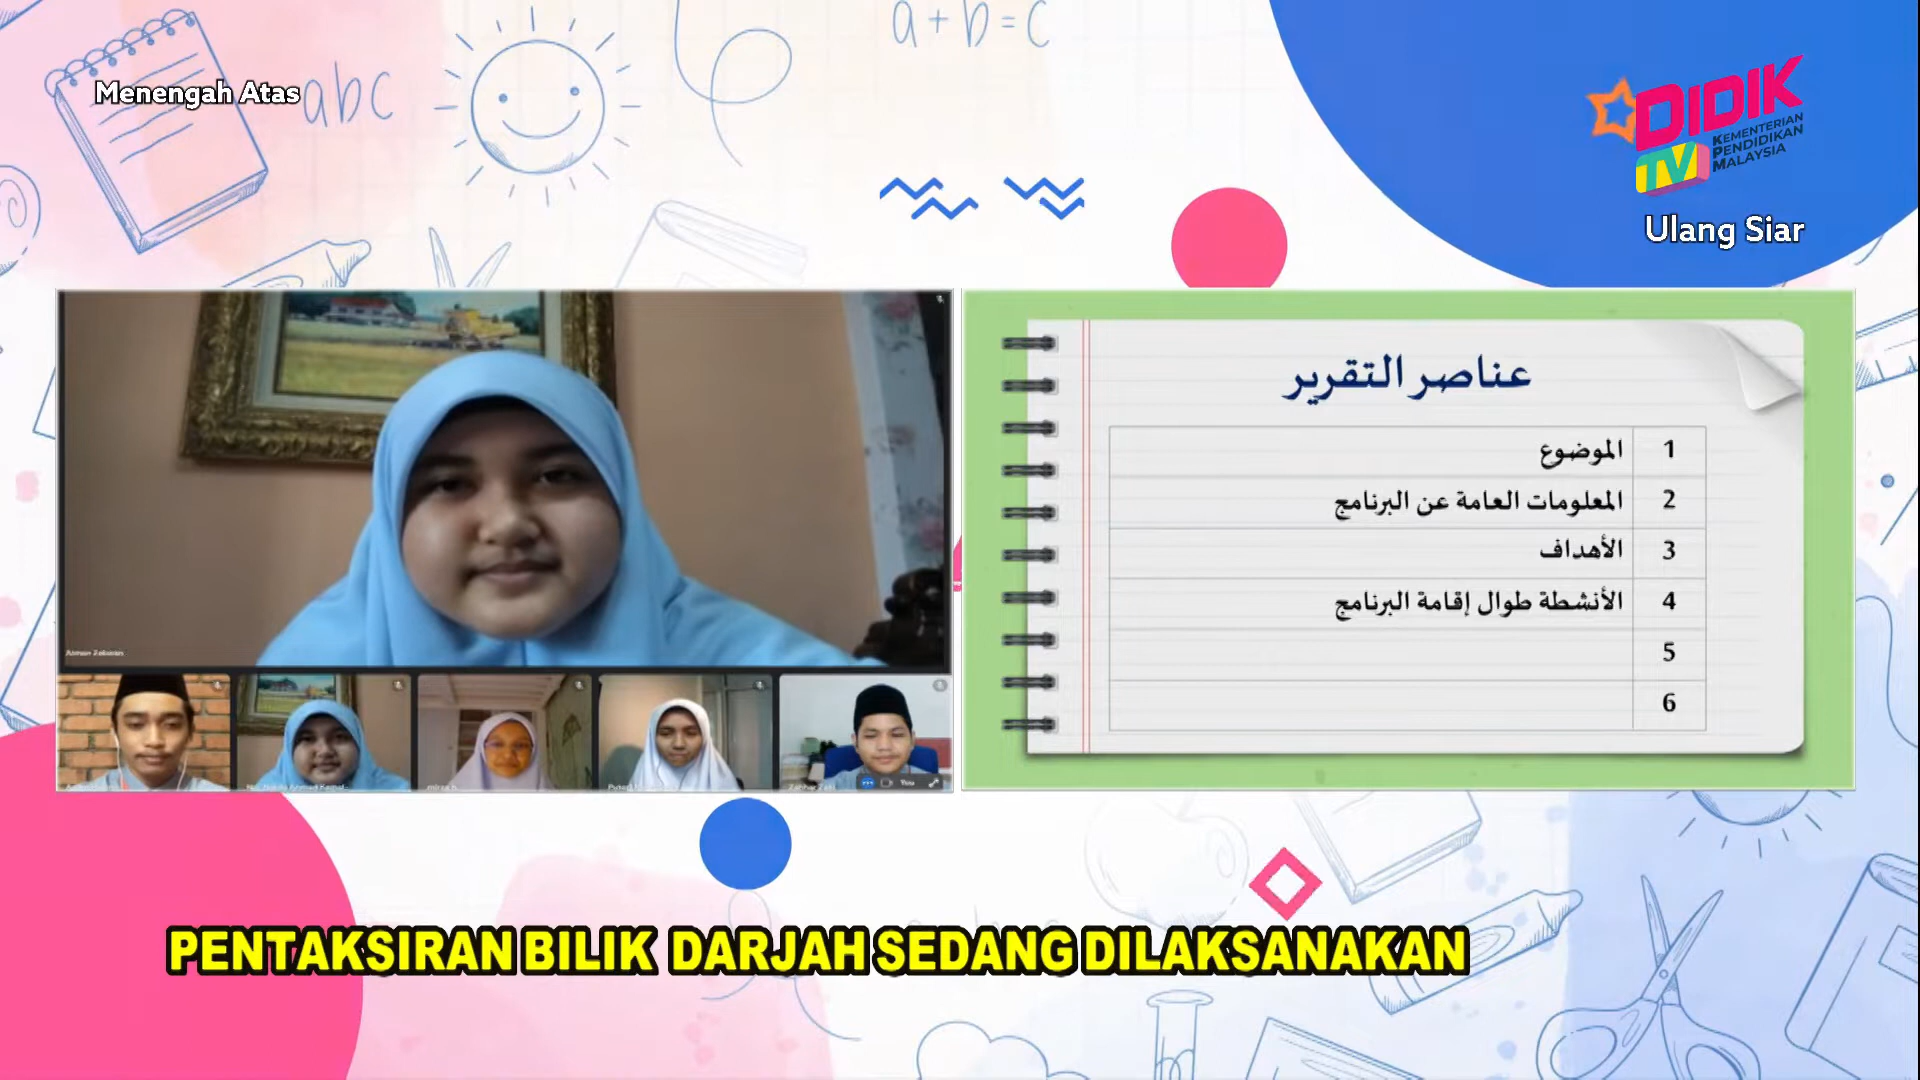 a + b = c
Menengah Atas
abc
DIDIK
TV
KEMENTERIAN
PENDIDIKAN
MALAYSIA
Ulang Siar
عناصر التقرير
1 الموضوع
2 المعلومات العامة عن البرنامج
3 الأهداف
4 الأنشطة طوال إقامة البرنامج
5
6
PENTAKSIRAN BILIK DARJAH SEDANG DILAKSANAKAN